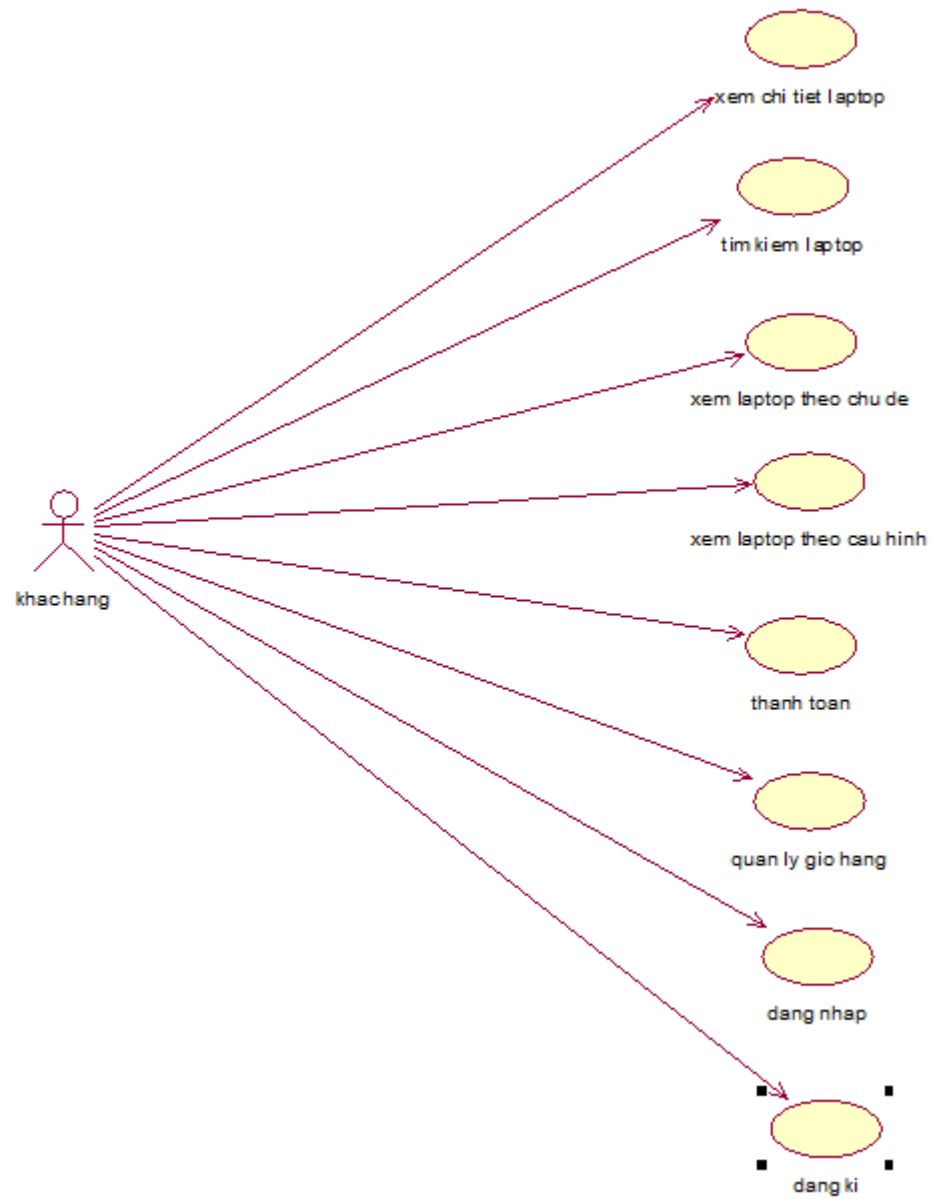 xem chi tiet laptop
tim kiem laptop
xem laptop theo chu de
xem laptop theo cau hinh
khachang
thanh toan
quan ly gio hang
dang nhap
dang ki